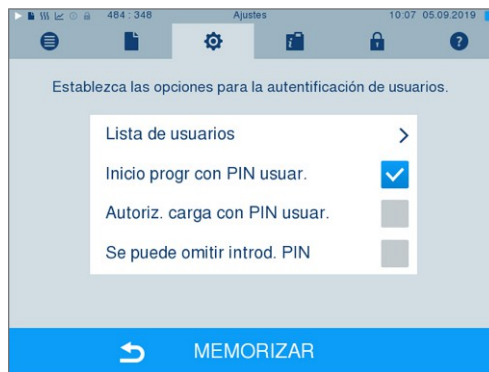 484 : 348 Ajustes 10:07 05.09.2019
Establezca las opciones para la autentificación de usuarios.
Lista de usuarios
Inicio progr con PIN usuar.
Autoriz. carga con PIN usuar.
Se puede omitir introd. PIN
MEMORIZAR